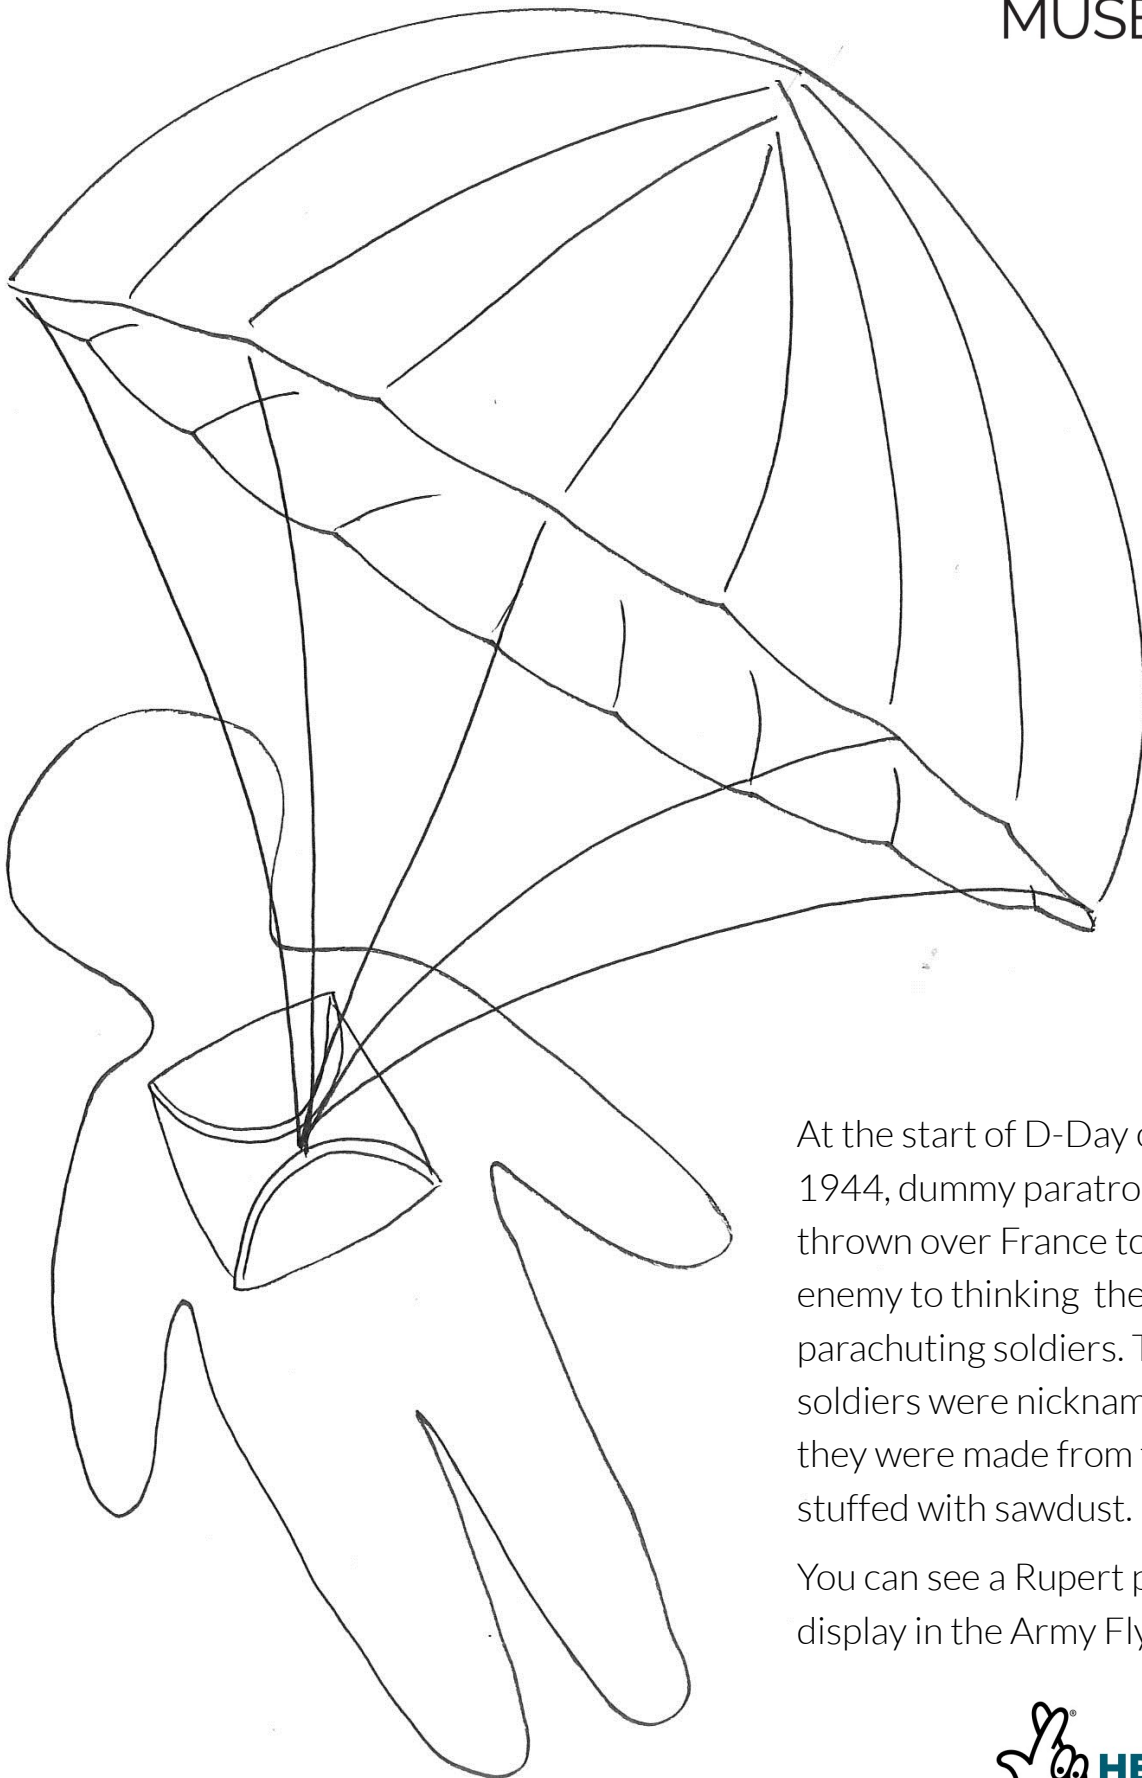 MUSE
At the start of D-Day o
1944, dummy paratro
thrown over France to
enemy to thinking  the
parachuting soldiers. T
soldiers were nicknam
they were made from
stuffed with sawdust.
You can see a Rupert p
display in the Army Fly
HE